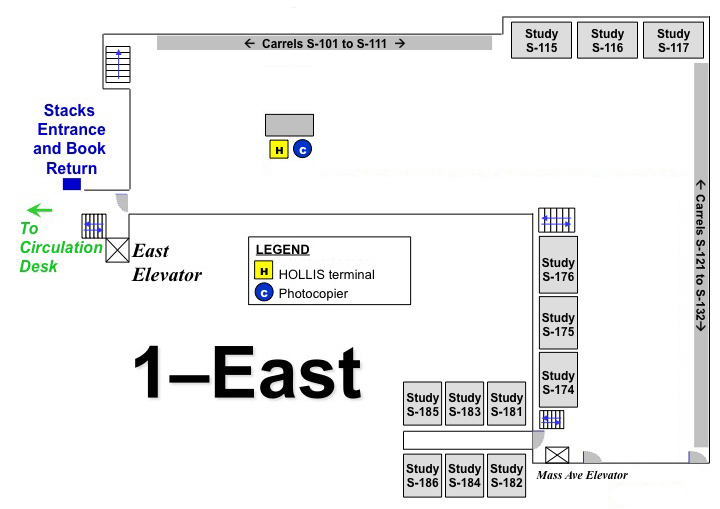 ← Carrels S-101 to S-111 →
Study
S-115
Study
S-116
Study
S-117
Stacks
Entrance
and Book
Return
H
C
← Carrels S-121 to S-132 →
To
Circulation
Desk
East
Elevator
LEGEND
H HOLLIS terminal
C Photocopier
Study
S-176
Study
S-175
Study
S-174
1–East
Study
S-185
Study
S-183
Study
S-181
Study
S-186
Study
S-184
Study
S-182
Mass Ave Elevator